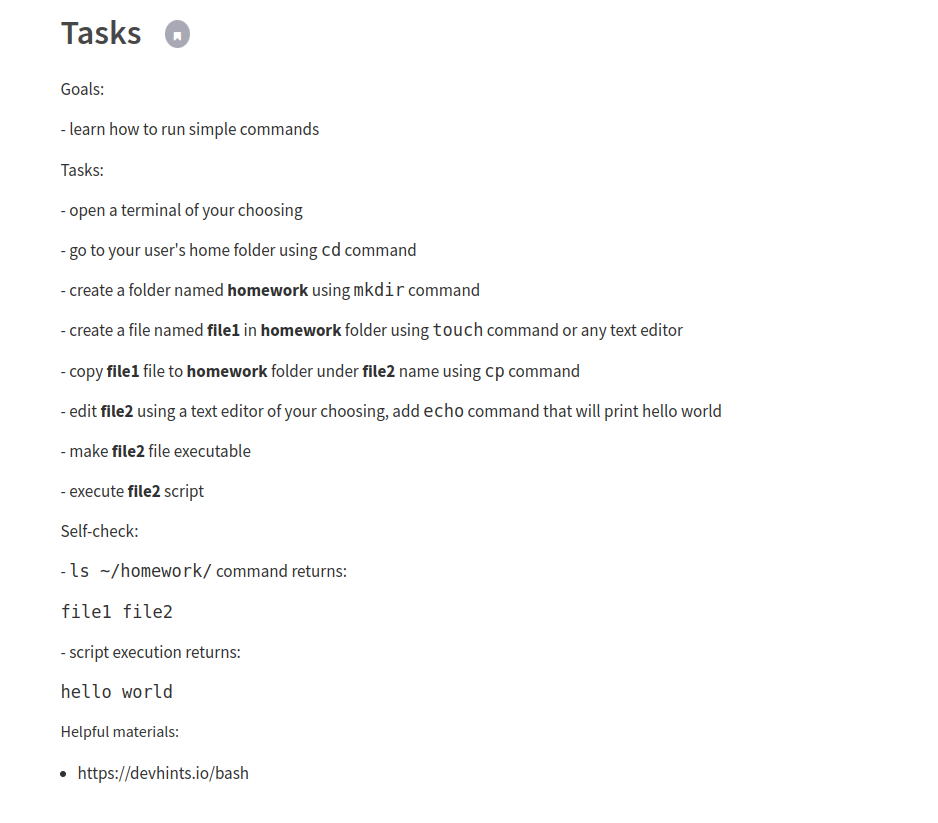 Tasks
Goals:
- learn how to run simple commands
Tasks:
- open a terminal of your choosing
- go to your user's home folder using cd command
- create a folder named homework using mkdir command
- create a file named file1 in homework folder using touch command or any text editor
- copy file1 file to homework folder under file2 name using cp command
- edit file2 using a text editor of your choosing, add echo command that will print hello world
- make file2 file executable
- execute file2 script
Self-check:
- ls ~/homework/ command returns:
file1 file2
- script execution returns:
hello world
Helpful materials:
• https://devhints.io/bash